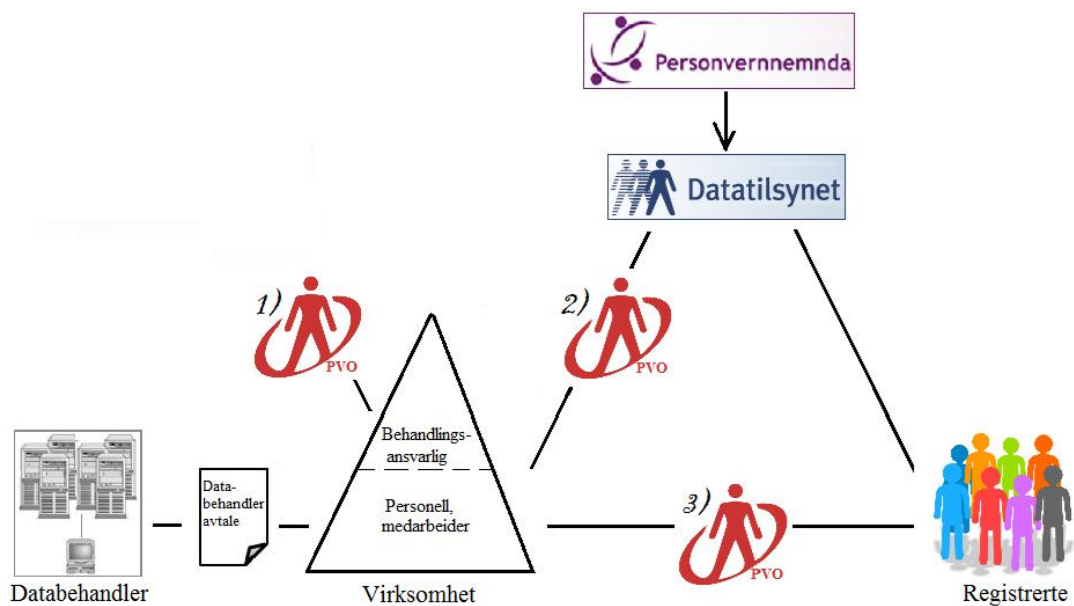 Personvernnemnda
Datatilsynet
1)
PVO
2)
PVO
Behandlings-
ansvarlig
Personell,
medarbeider
Data-
behandler
avtale
3)
PVO
Databehandler
Virksomhet
Registrerte